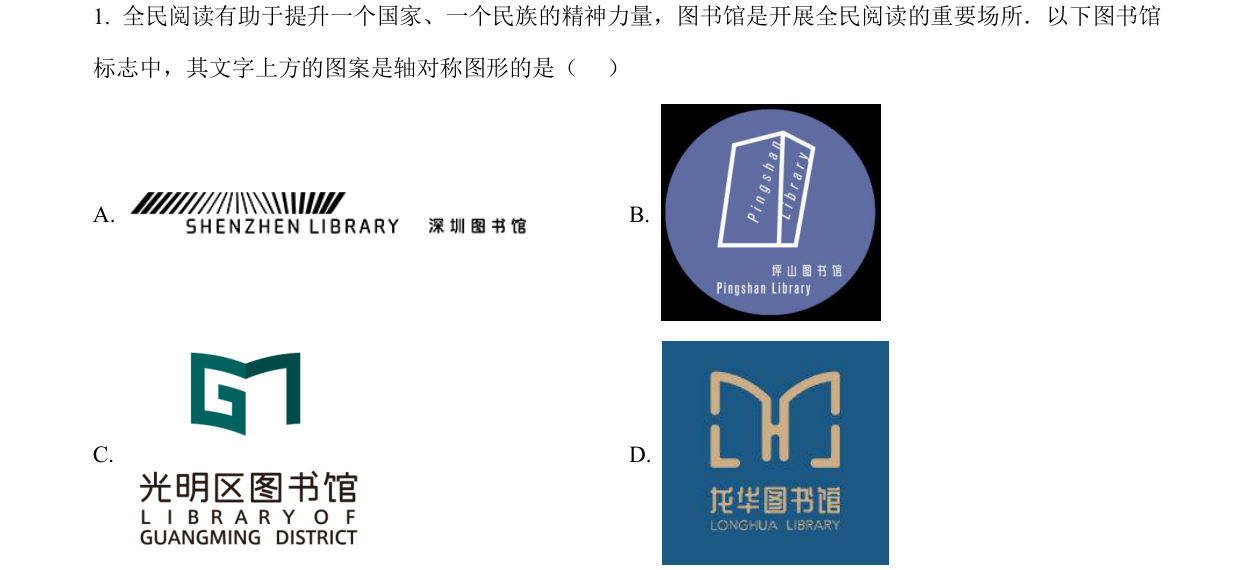 1. 全民阅读有助于提升一个国家、一个民族的精神力量，图书馆是开展全民阅读的重要场所．以下图书馆
标志中，其文字上方的图案是轴对称图形的是（  ）
A.
SHENZHEN LIBRARY 深圳图书馆
B.
Pingshan
Library
坪山图书馆
Pingshan Library
C.
光明区图书馆
LIBRARY OF
GUANGMING DISTRICT
D.
龙华图书馆
LONGHUA LIBRARY